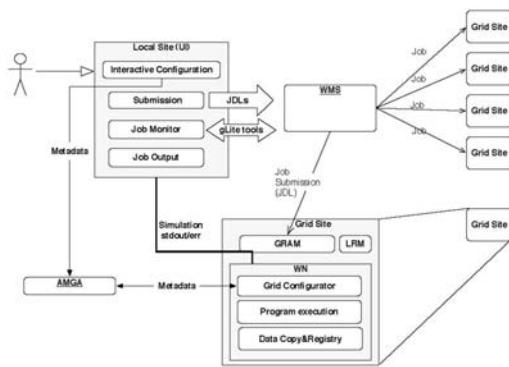 Local Site (UI)
Interactive Configuration
Submission
JDLs
Job Monitor
gLite tools
Job Output
WMS
Job
Job
Job
Job
Grid Site
Grid Site
Grid Site
Grid Site
Grid Site
Metadata
Job
Submission
(JDL)
Simulation
stdout/err
Grid Site
GRAM
LRM
WN
Grid Configurator
Program execution
Data Copy&Registry
AMGA
Metadata